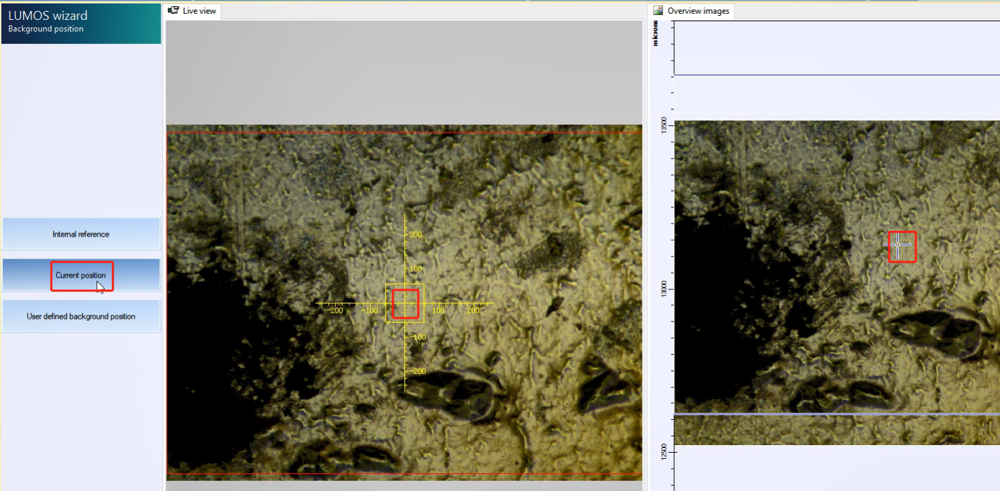 LUMOS wizard
Background position
Live view
Overview images
microns
13500
13000
12500
Internal reference
Current position
User defined background position
200
100
-200
-100
100
200
-100
-200